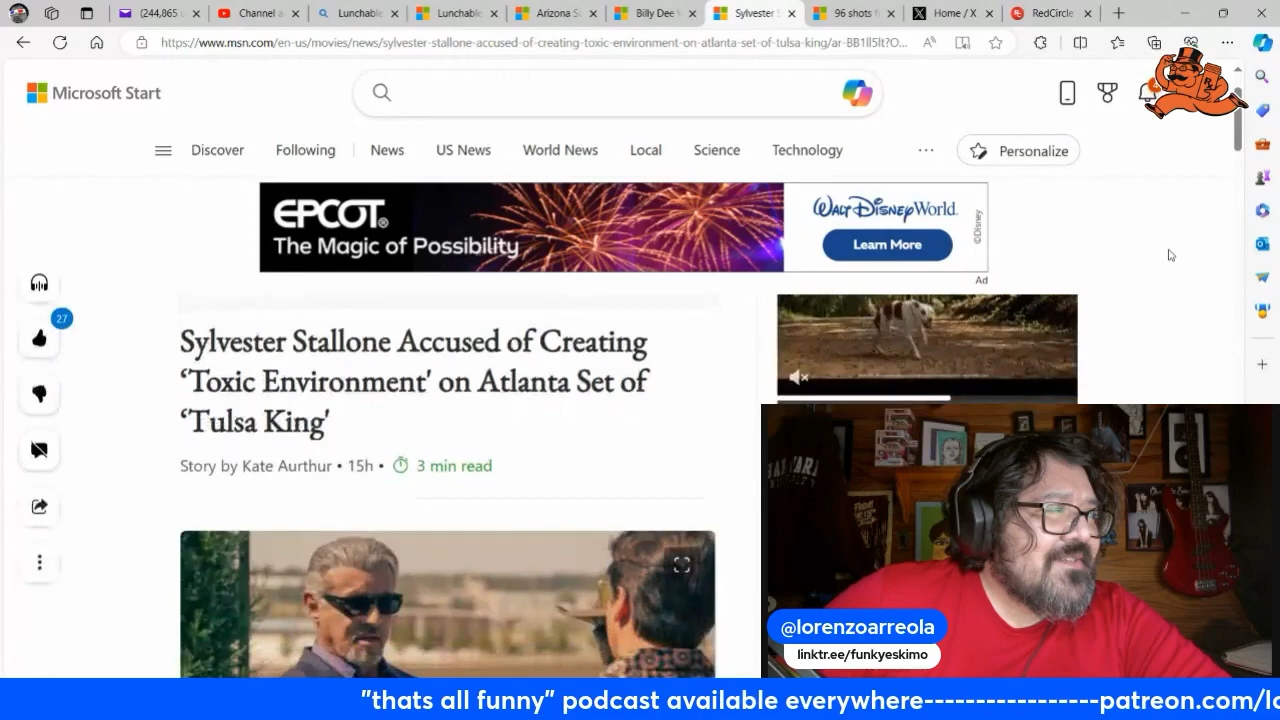 (244,865 u
Channel a
Lunchable
Lunchable
Arizona S
Billy Dee
Sylvester
96 shots f
Home / X
RedCircle
https://www.msn.com/en-us/movies/news/sylvester-stallone-accused-of-creating-toxic-environment-on-atlanta-set-of-tulsa-king/ar-BB1ll5lt?O...
Microsoft Start
Discover
Following
News
US News
World News
Local
Science
Technology
Personalize
EPCOT®
The Magic of Possibility
WALT DISNEY World.
Learn More
©Disney
Ad
27
Sylvester Stallone Accused of Creating
‘Toxic Environment' on Atlanta Set of
‘Tulsa King'
Story by Kate Aurthur • 15h •
3 min read
@lorenzoarreola
linktr.ee/funkyeskimo
"thats all funny" podcast available everywhere-----------------patreon.com/lo